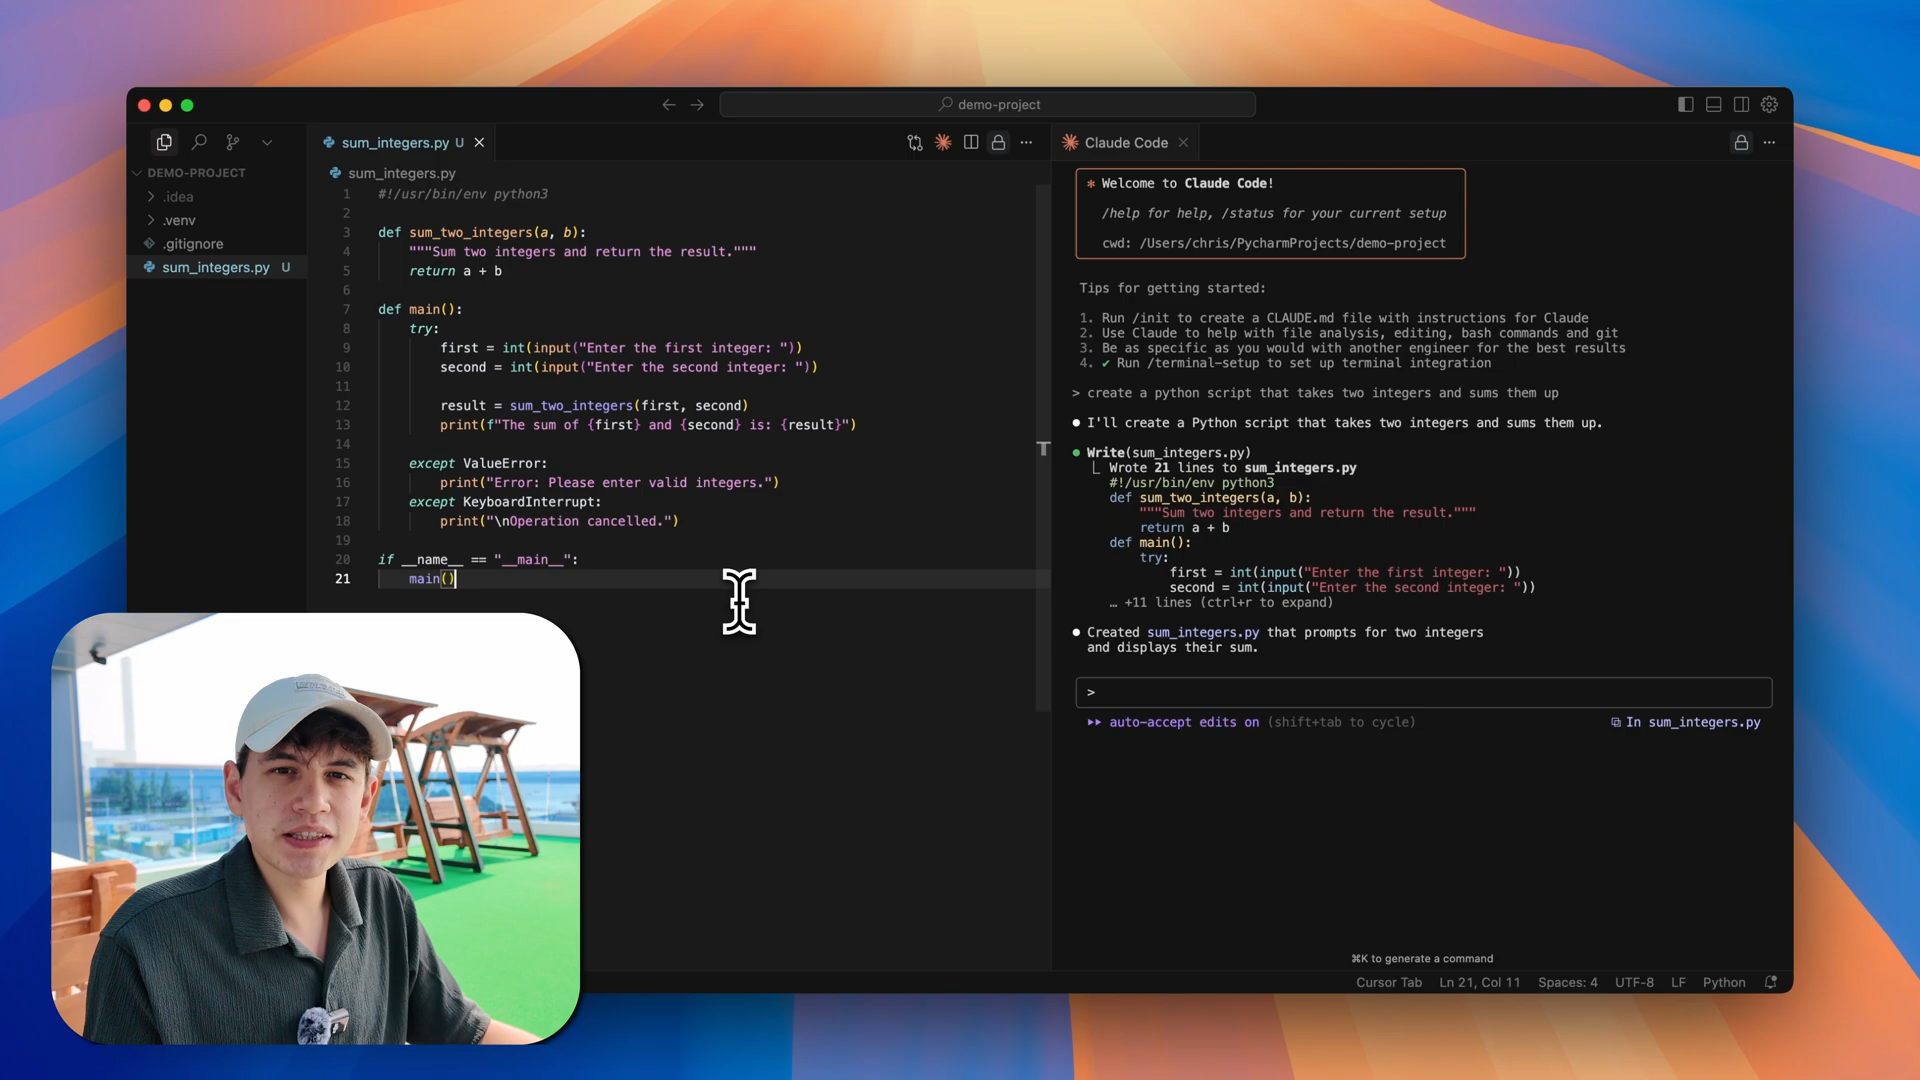 demo-project
DEMO-PROJECT
.idea
.venv
.gitignore
sum_integers.py U
sum_integers.py U
sum_integers.py
1 #!/usr/bin/env python3
2
3 def sum_two_integers(a, b):
4 """Sum two integers and return the result."""
5 return a + b
6
7 def main():
8 try:
9 first = int(input("Enter the first integer: "))
10 second = int(input("Enter the second integer: "))
11
12 result = sum_two_integers(first, second)
13 print(f"The sum of {first} and {second} is: {result}")
14
15 except ValueError:
16 print("Error: Please enter valid integers.")
17 except KeyboardInterrupt:
18 print("\nOperation cancelled.")
19
20 if __name__ == "__main__":
21 main()
Claude Code
* Welcome to Claude Code!
/help for help, /status for your current setup
cwd: /Users/chris/PycharmProjects/demo-project
Tips for getting started:
1. Run /init to create a CLAUDE.md file with instructions for Claude
2. Use Claude to help with file analysis, editing, bash commands and git
3. Be as specific as you would with another engineer for the best results
4. ✔ Run /terminal-setup to set up terminal integration
> create a python script that takes two integers and sums them up
● I'll create a Python script that takes two integers and sums them up.
● Write(sum_integers.py)
⎿ Wrote 21 lines to sum_integers.py
#!/usr/bin/env python3
def sum_two_integers(a, b):
"""Sum two integers and return the result."""
return a + b
def main():
try:
first = int(input("Enter the first integer: "))
second = int(input("Enter the second integer: "))
… +11 lines (ctrl+r to expand)
● Created sum_integers.py that prompts for two integers
and displays their sum.
>
⏵⏵ auto-accept edits on (shift+tab to cycle)
⧉ In sum_integers.py
⌘K to generate a command
Cursor Tab Ln 21, Col 11 Spaces: 4 UTF-8 LF Python